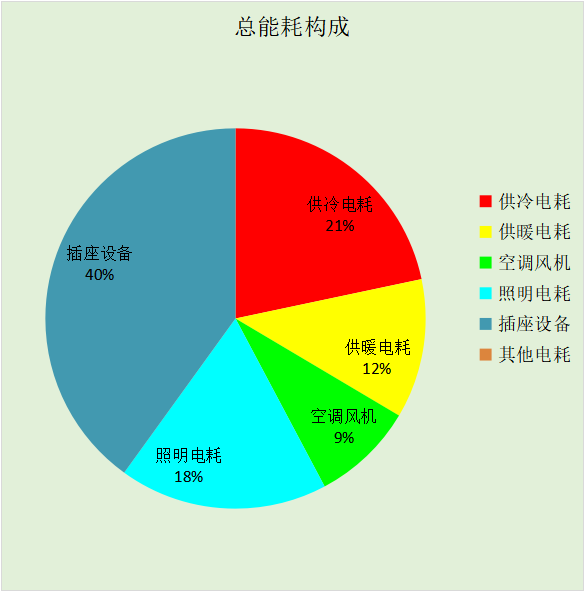 总能耗构成
供冷电耗
21%
供暖电耗
12%
空调风机
9%
照明电耗
18%
插座设备
40%
供冷电耗
供暖电耗
空调风机
照明电耗
插座设备
其他电耗